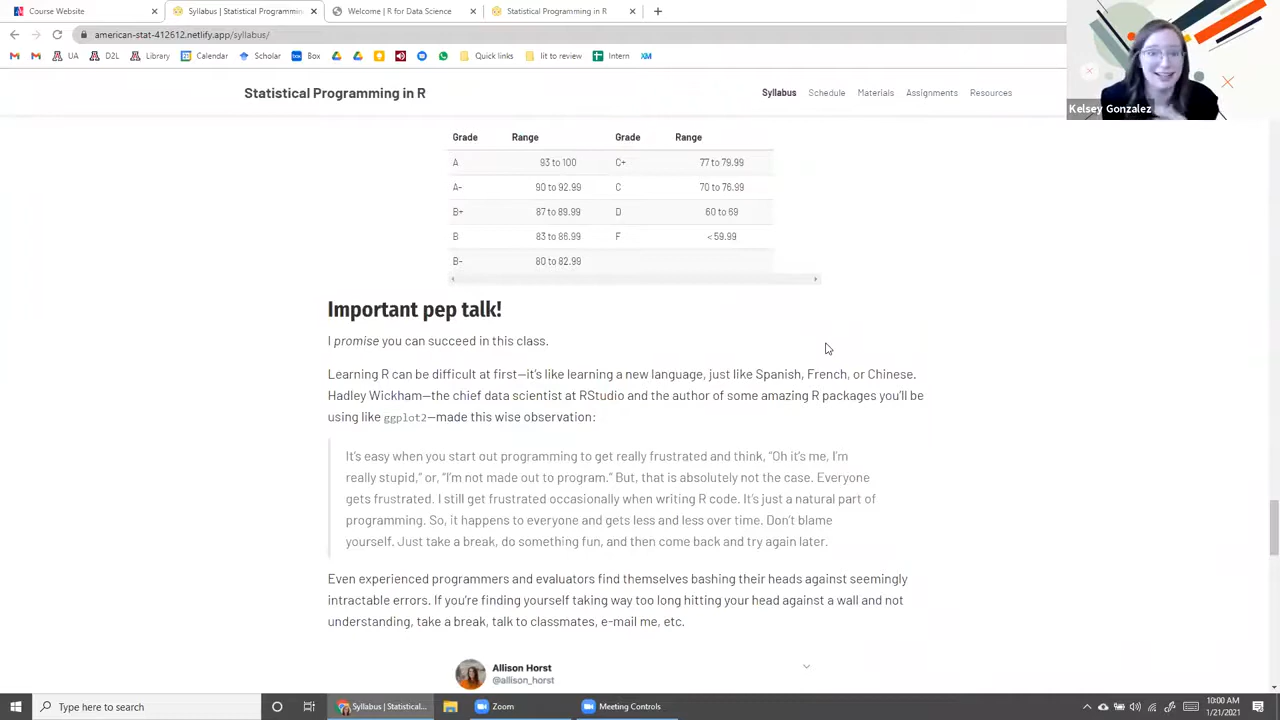 Course Website
Syllabus | Statistical Programmin
Welcome | R for Data Science
Statistical Programming in R
american-stat-412612.netlify.app/syllabus/
UA D2L Library Calendar Scholar Box Quick links lit to review Intern
Kelsey Gonzalez
Statistical Programming in R
Syllabus Schedule Materials Assignments Resources
Grade Range Grade Range
A 93 to 100 C+ 77 to 79.99
A- 90 to 92.99 C 70 to 76.99
B+ 87 to 89.99 D 60 to 69
B 83 to 86.99 F < 59.99
B- 80 to 82.99
Important pep talk!
I promise you can succeed in this class.
Learning R can be difficult at first—it's like learning a new language, just like Spanish, French, or Chinese.
Hadley Wickham—the chief data scientist at RStudio and the author of some amazing R packages you'll be
using like ggplot2—made this wise observation:
It's easy when you start out programming to get really frustrated and think, “Oh it's me, I'm
really stupid,” or, “I'm not made out to program.” But, that is absolutely not the case. Everyone
gets frustrated. I still get frustrated occasionally when writing R code. It's just a natural part of
programming. So, it happens to everyone and gets less and less over time. Don't blame
yourself. Just take a break, do something fun, and then come back and try again later.
Even experienced programmers and evaluators find themselves bashing their heads against seemingly
intractable errors. If you're finding yourself taking way too long hitting your head against a wall and not
understanding, take a break, talk to classmates, e-mail me, etc.
Allison Horst
@allison_horst
Type here to search
Syllabus | Statistical...
Zoom
Meeting Controls
10:00 AM
1/21/2021